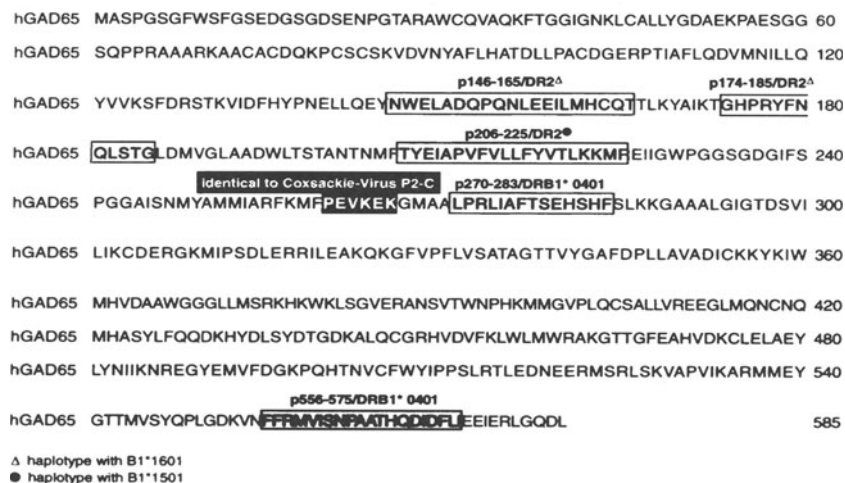 hGAD65 MASPGSGFWSFGSEDGSGDSENPGTARAWCQVAQKFTGGIGNKLCALLYGDAEKPAESGG 60
hGAD65 SQPPRAAARKAACACDQKPCSCSKVDVNYAFLHATDLLPACDGERPTIAFLQDVMNILLQ 120
p146-165/DR2Δ p174-185/DR2Δ
hGAD65 YVVKSFDRSTKVIDFHYPNELLQEYNWELADQPQNLEEILMHCQTTLKYAIKTGHPRYFN 180
p206-225/DR2●
hGAD65 QLSTGLDMVGLAADWLTSTANTNMFTYEIAPVFVLLFYVTLKKMREIIGWPGGSGDGIFS 240
identical to Coxsackie-Virus P2-C p270-283/DRB1* 0401
hGAD65 PGGAISNMYAMMIARFKMFPEVKEKGMAALPRLIAFTSEHSHFSLKKGAAALGIGTDSVI 300
hGAD65 LIKCDERGKMIPSDLERRILEAKQKGFVPFLVSATAGTTVYGAFDPLLAVADICKKYKIW 360
hGAD65 MHVDAAWGGGLLMSRKHKWKLSGVERANSVTWNPHKMMGVPLQCSALLVREEGLMQNCNQ 420
hGAD65 MHASYLFQQDKHYDLSYDTGDKALQCGRHVDVFKLWLMWRAKGTTGFEAHVDKCLELAEY 480
hGAD65 LYNIIKNREGYEMVFDGKPQHTNVCFWYIPPSLRTLEDNEERMSRLSKVAPVIKARMMEY 540
p556-575/DRB1* 0401
hGAD65 GTTMVSYQPLGDKVNFFRMVISNPAATHQDIDFLIEEIERLGQDL 585
Δ haplotype with B1*1601
● haplotype with B1*1501